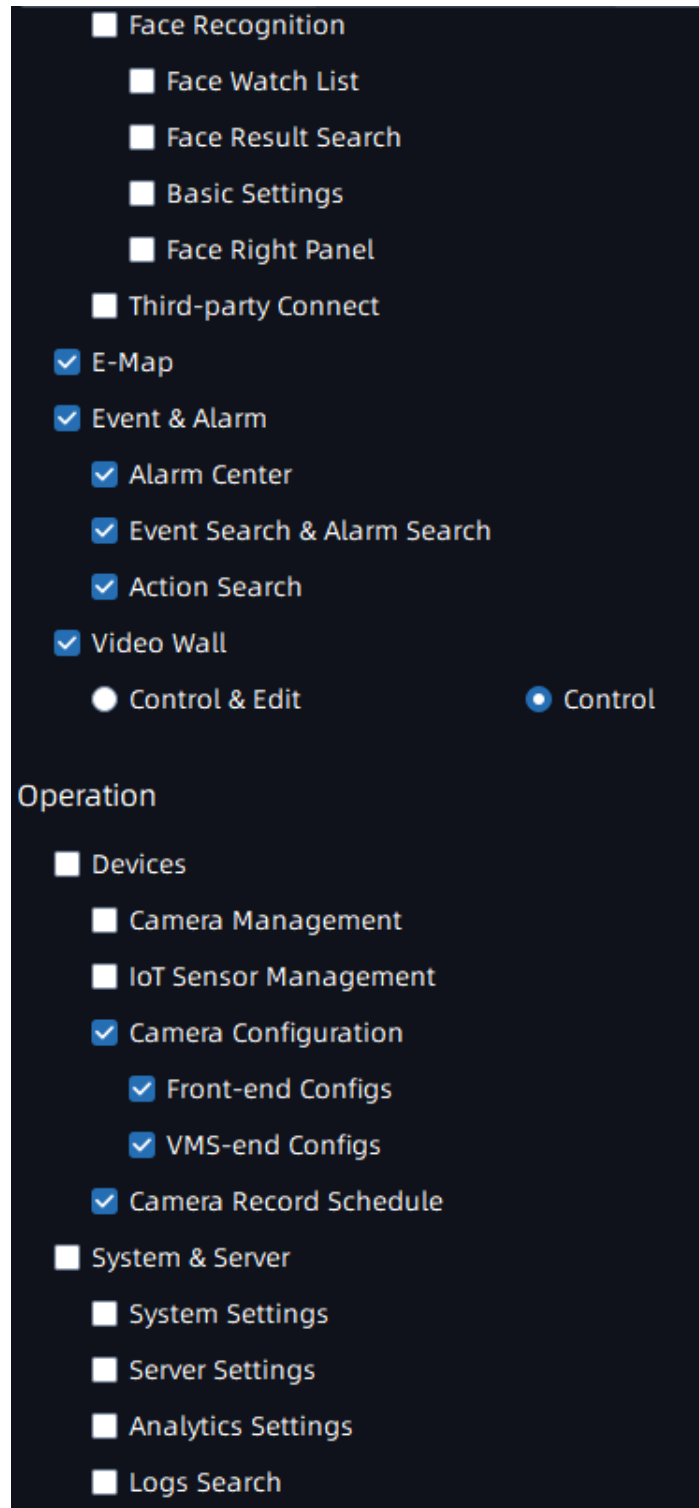 Face Recognition
Face Watch List
Face Result Search
Basic Settings
Face Right Panel
Third-party Connect
E-Map
Event & Alarm
Alarm Center
Event Search & Alarm Search
Action Search
Video Wall
Control & Edit Control
Operation
Devices
Camera Management
IoT Sensor Management
Camera Configuration
Front-end Configs
VMS-end Configs
Camera Record Schedule
System & Server
System Settings
Server Settings
Analytics Settings
Logs Search